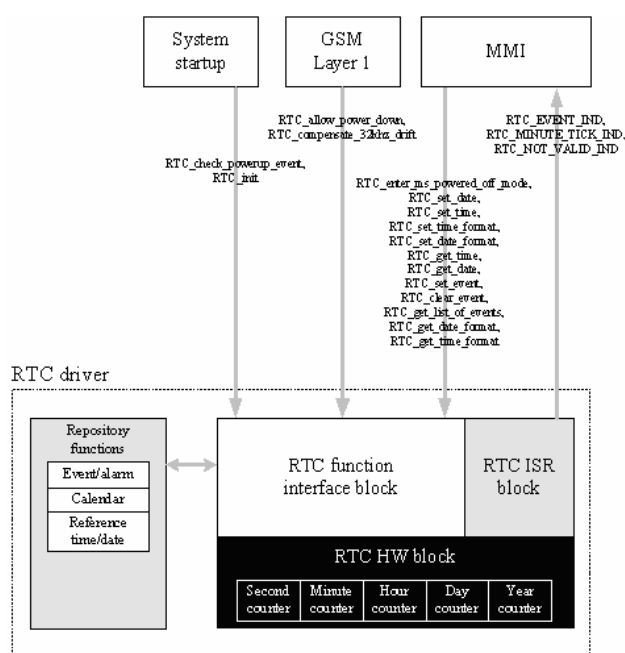 System
startup
GSM
Layer 1
MMI
RTC_allow_power_down,
RTC_compensate_32khz_drift
RTC_EVENT_IND,
RTC_MINUTE_TICK_IND,
RTC_NOT_VALID_IND
RTC_check_powerup_event,
RTC_init
RTC_enter_ms_powered_off_mode,
RTC_set_date,
RTC_set_time,
RTC_set_time_format,
RTC_set_date_format,
RTC_get_time,
RTC_get_date,
RTC_set_event,
RTC_clear_event,
RTC_get_list_of_events,
RTC_get_date_format,
RTC_get_time_format
RTC driver
Repository
functions
Event/alarm
Calendar
Reference
time/date
RTC function
interface block
RTC ISR
block
RTC HW block
Second
counter
Minute
counter
Hour
counter
Day
counter
Year
counter